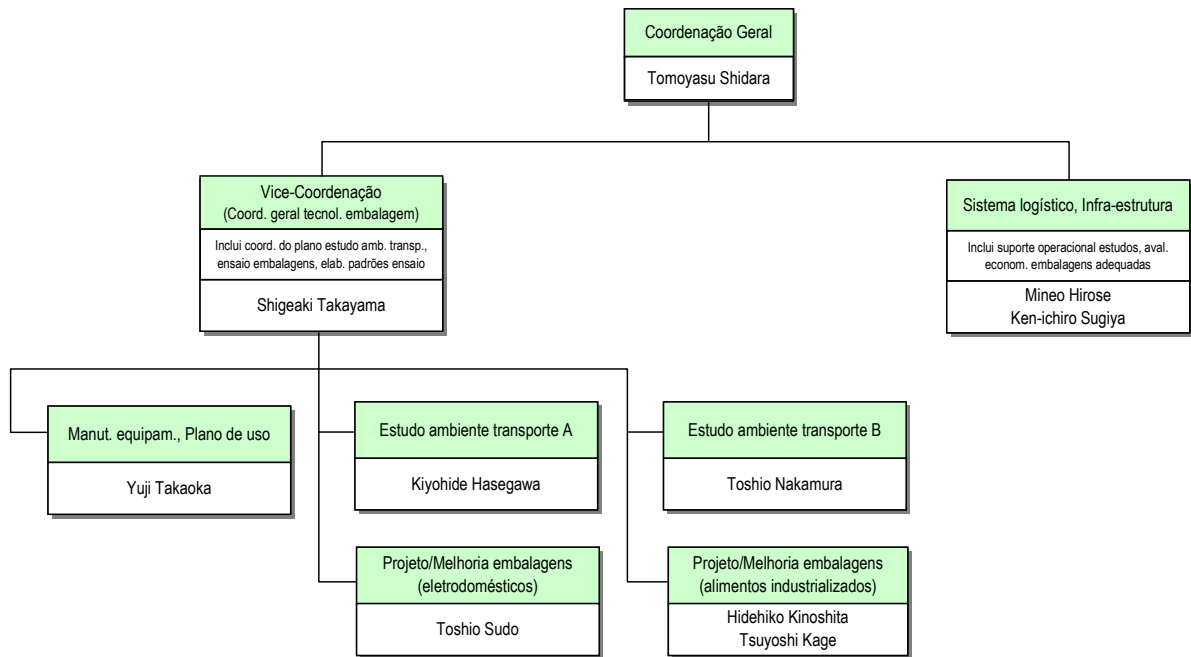 Coordenação Geral
Tomoyasu Shidara
Vice-Coordenação
(Coord. geral tecnol. embalagem)
Inclui coord. do plano estudo amb. transp.,
ensaio embalagens, elab. padrões ensaio
Shigeaki Takayama
Sistema logístico, Infra-estrutura
Inclui suporte operacional estudos, aval.
econom. embalagens adequadas
Mineo Hirose
Ken-ichiro Sugiya
Manut. equipam., Plano de uso
Yuji Takaoka
Estudo ambiente transporte A
Kiyohide Hasegawa
Estudo ambiente transporte B
Toshio Nakamura
Projeto/Melhoria embalagens
(eletrodomésticos)
Toshio Sudo
Projeto/Melhoria embalagens
(alimentos industrializados)
Hidehiko Kinoshita
Tsuyoshi Kage